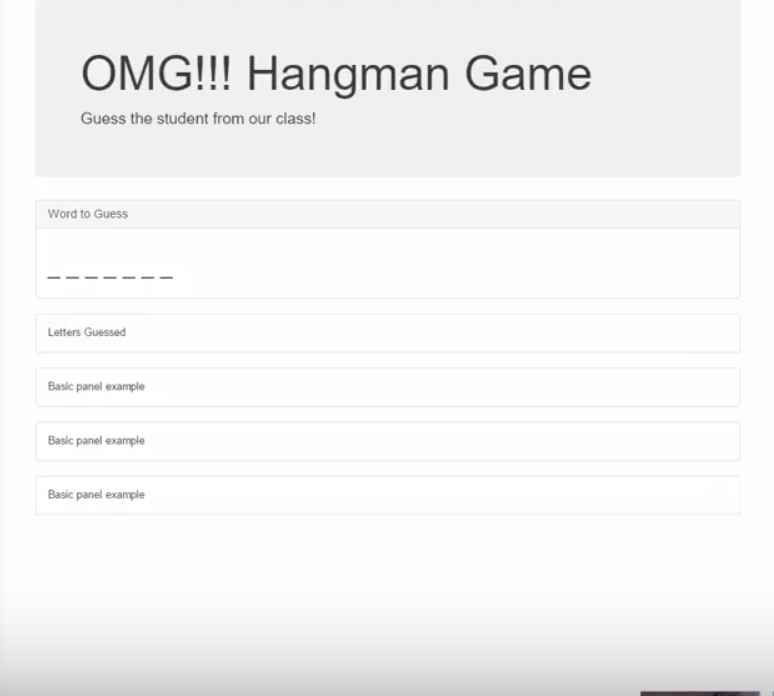 OMG!!! Hangman Game
Guess the student from our class!
Word to Guess
_ _ _ _ _ _ _
Letters Guessed
Basic panel example
Basic panel example
Basic panel example